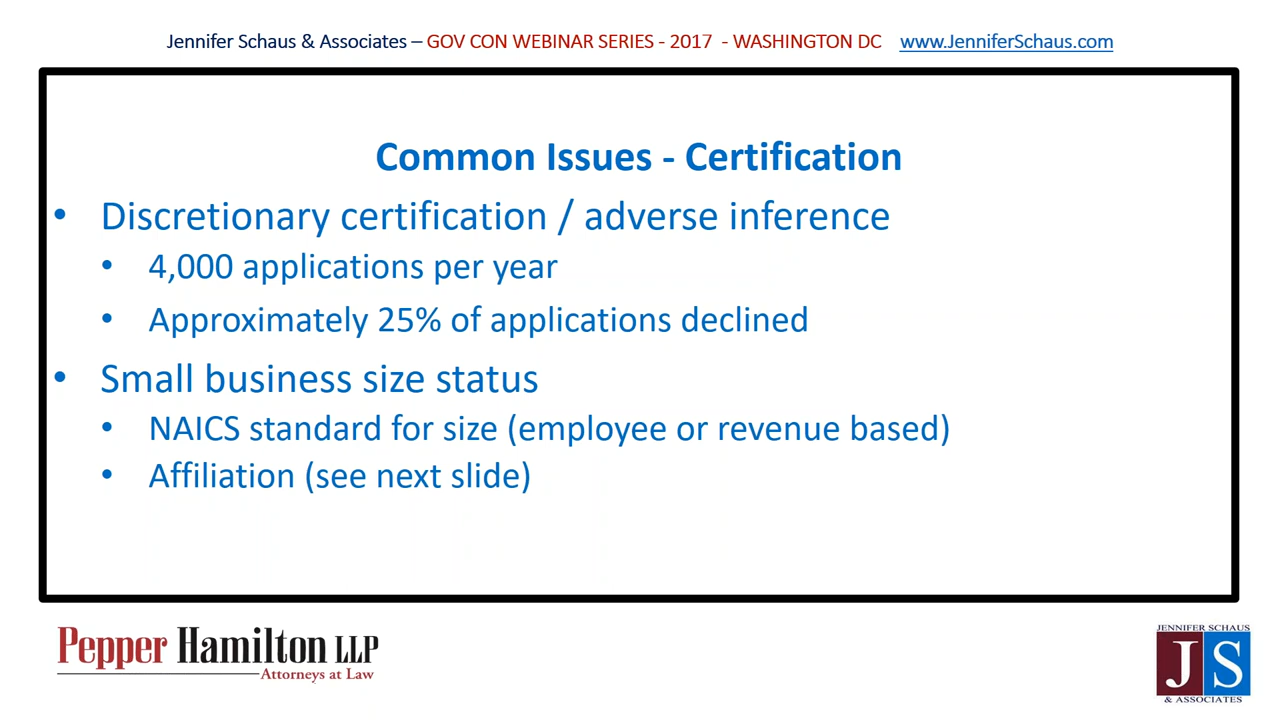 Jennifer Schaus & Associates – GOV CON WEBINAR SERIES - 2017 - WASHINGTON DC www.JenniferSchaus.com
Common Issues - Certification
• Discretionary certification / adverse inference
• 4,000 applications per year
• Approximately 25% of applications declined
• Small business size status
• NAICS standard for size (employee or revenue based)
• Affiliation (see next slide)
Pepper Hamilton LLP
Attorneys at Law
JENNIFER SCHAUS
JS
& ASSOCIATES